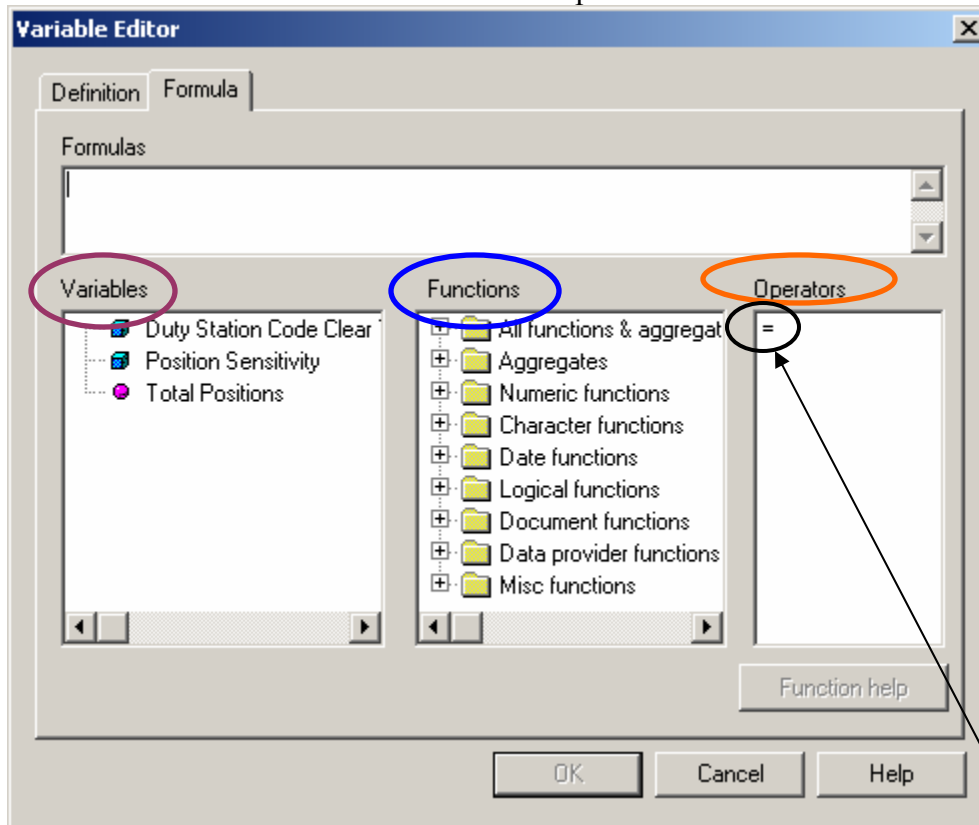 Variable Editor
Definition Formula
Formulas
Variables Functions Operators
Duty Station Code Clear All functions & aggregat =
Position Sensitivity Aggregates
Total Positions Numeric functions
Character functions
Date functions
Logical functions
Document functions
Data provider functions
Misc functions
Function help
OK Cancel Help